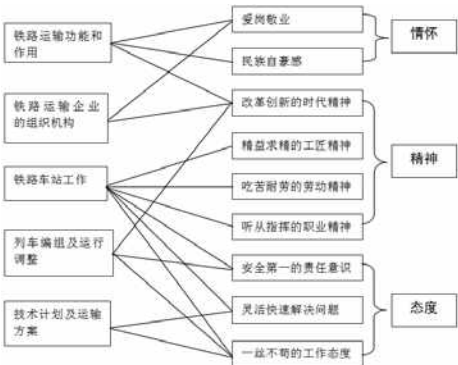 铁路运输功能和
作用
铁路运输企业
的组织机构
铁路车站工作
列车编组及运行
调整
技术计划及运输
方案
爱岗敬业
民族自豪感
改革创新的时代精神
精益求精的工匠精神
吃苦耐劳的劳动精神
听从指挥的职业精神
安全第一的责任意识
灵活快速解决问题
一丝不苟的工作态度
情怀
精神
态度